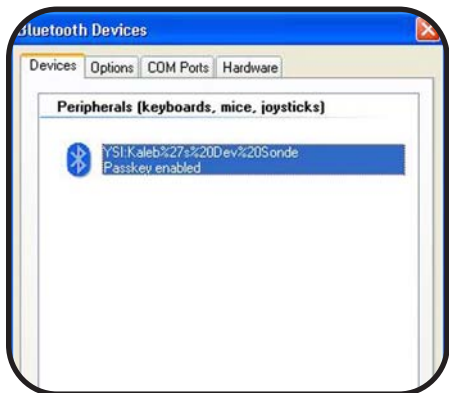 Bluetooth Devices
Devices Options COM Ports Hardware
Peripherals (keyboards, mice, joysticks)
YSI:Kaleb%27s%20Dev%20Sonde
Passkey enabled